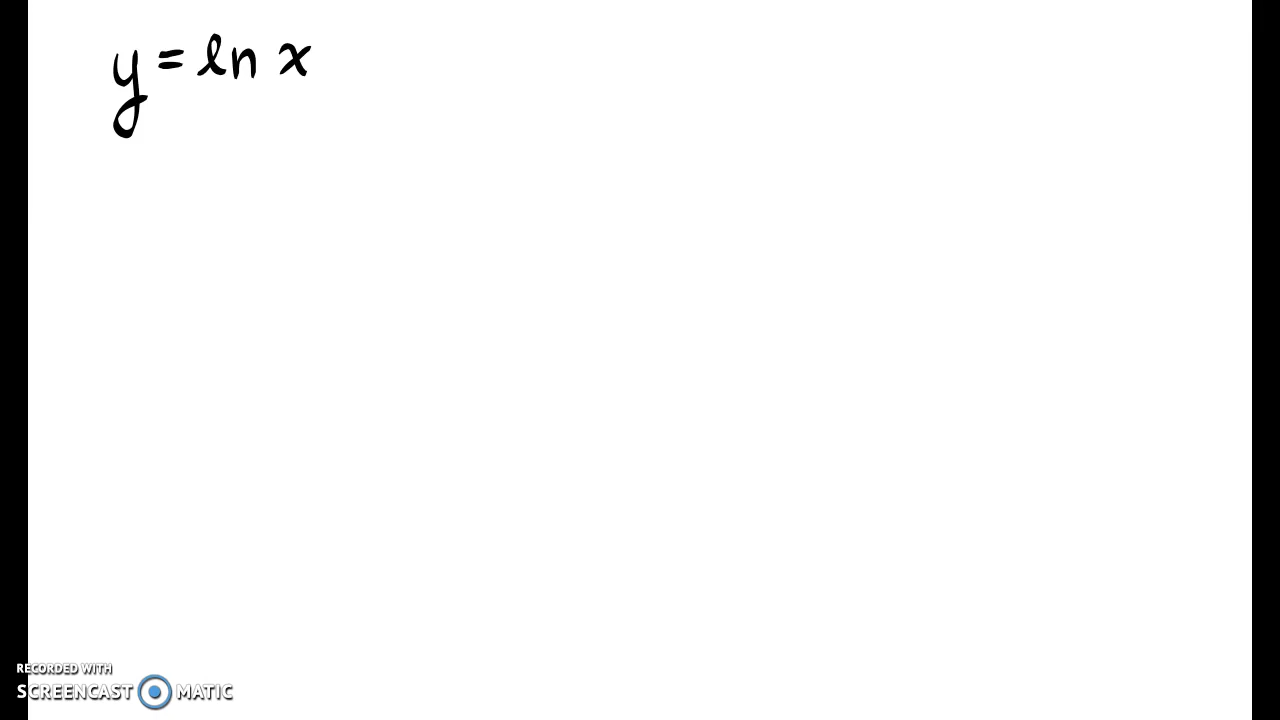 y = ln x
RECORDED WITH
SCREENCAST MATIC